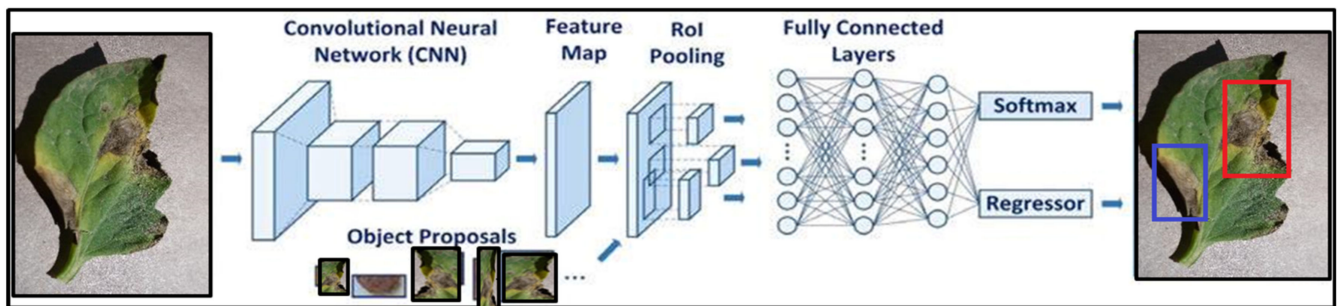 Convolutional Neural
Network (CNN)
Feature
Map
RoI
Pooling
Fully Connected
Layers
Softmax
Regressor
Object Proposals
...